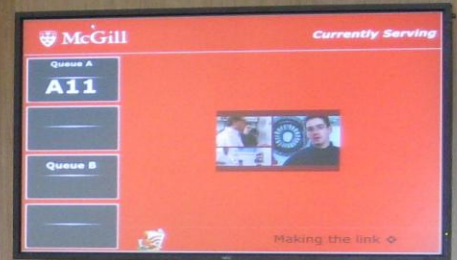 McGill
Currently Serving
Queue A
A11
Queue B
Making the link